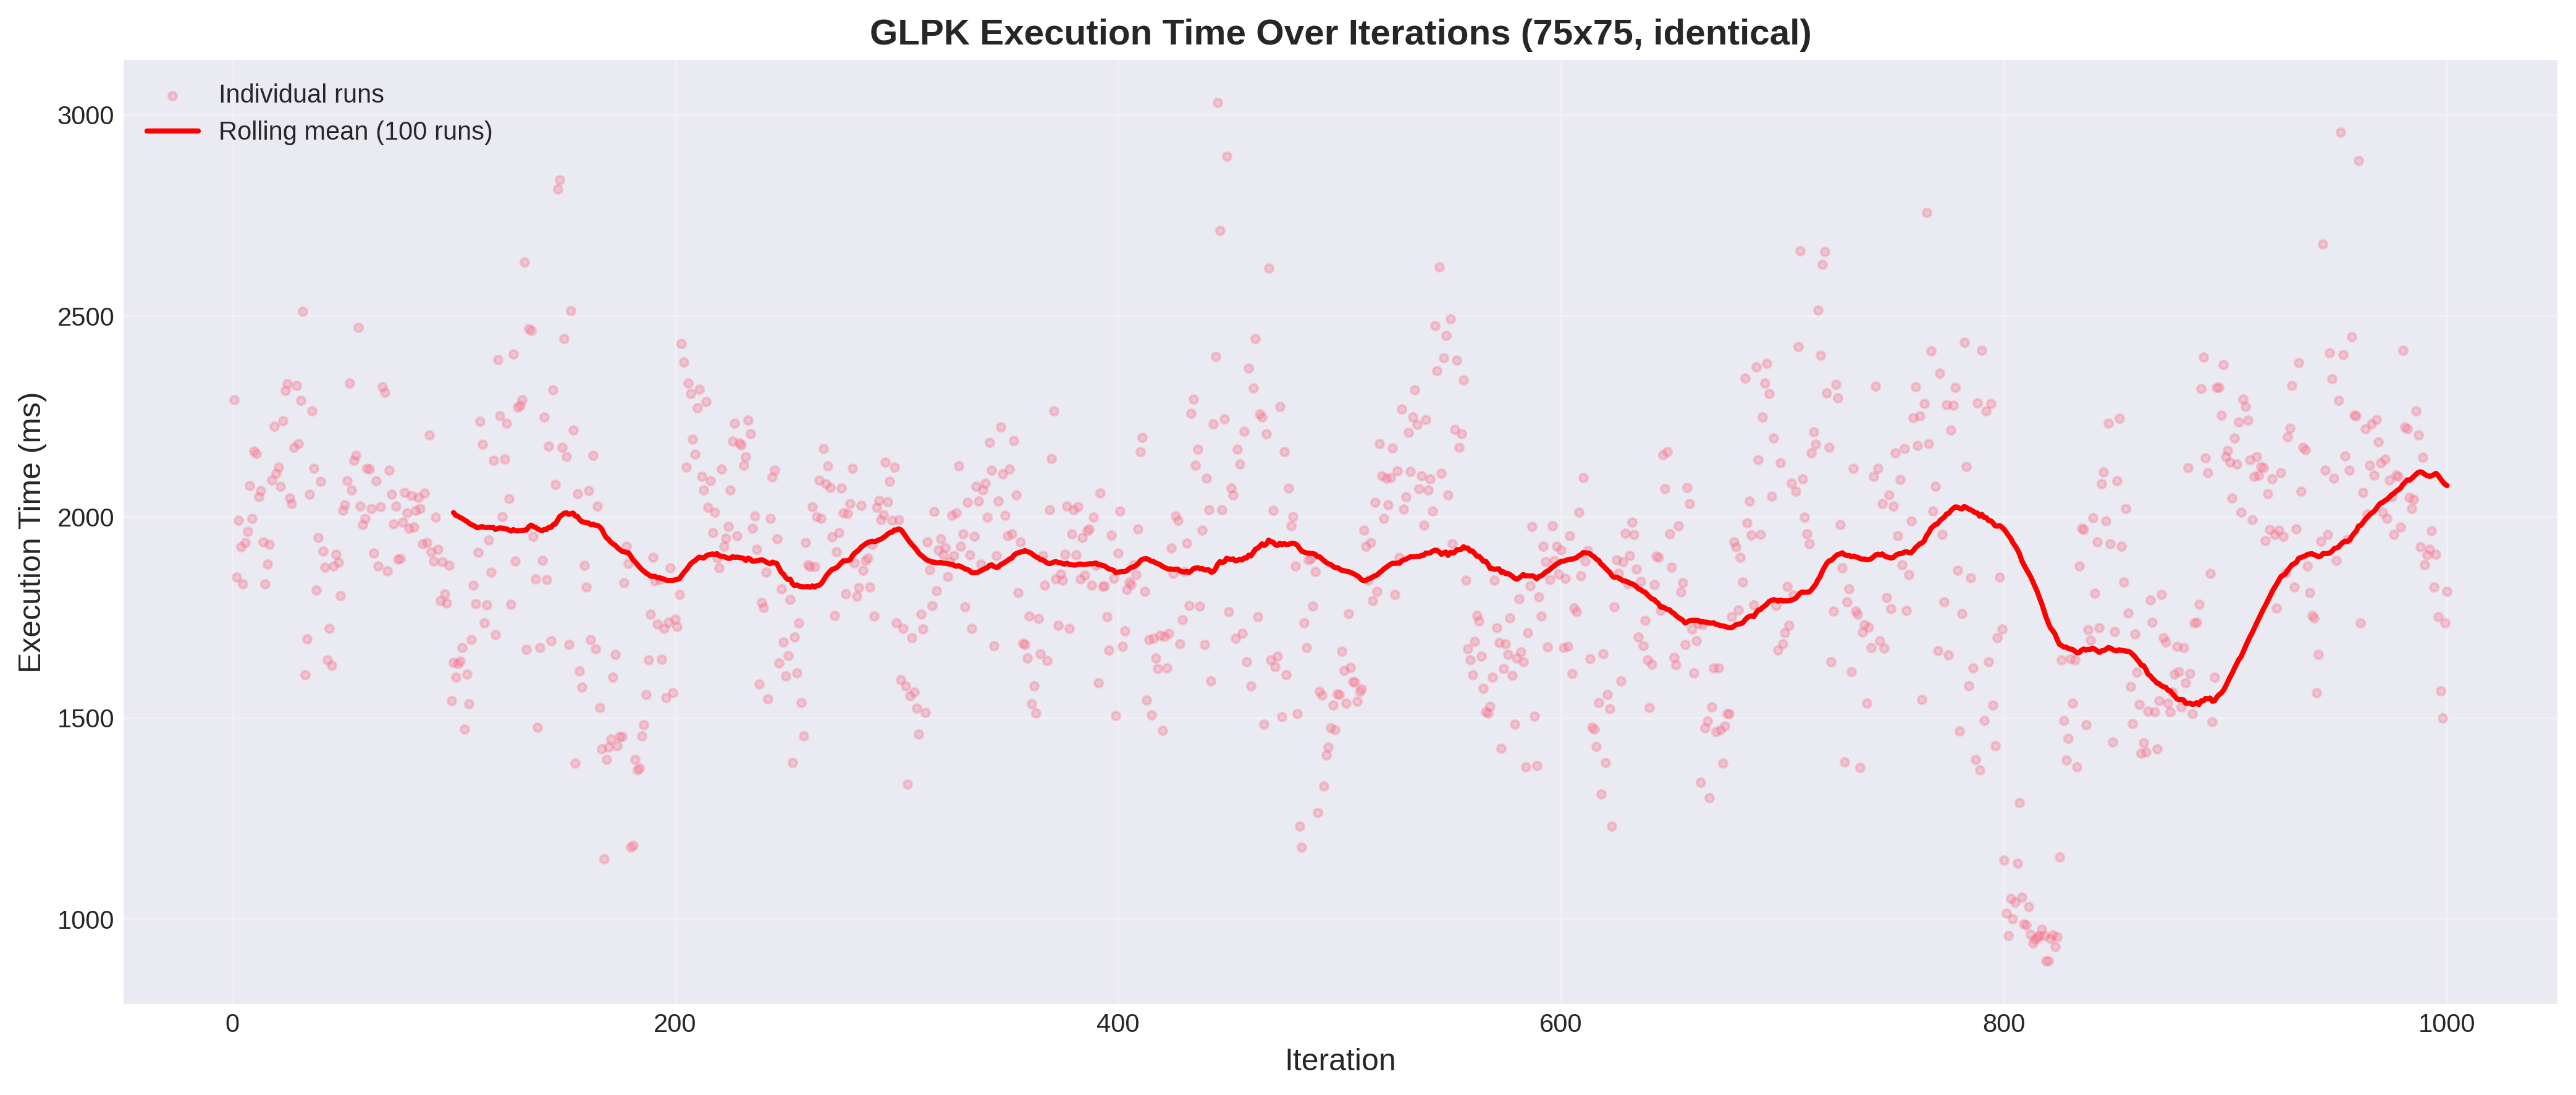 GLPK Execution Time Over Iterations (75x75, identical)
Individual runs
Rolling mean (100 runs)
Execution Time (ms)
3000
2500
2000
1500
1000
0
200
400
600
800
1000
Iteration